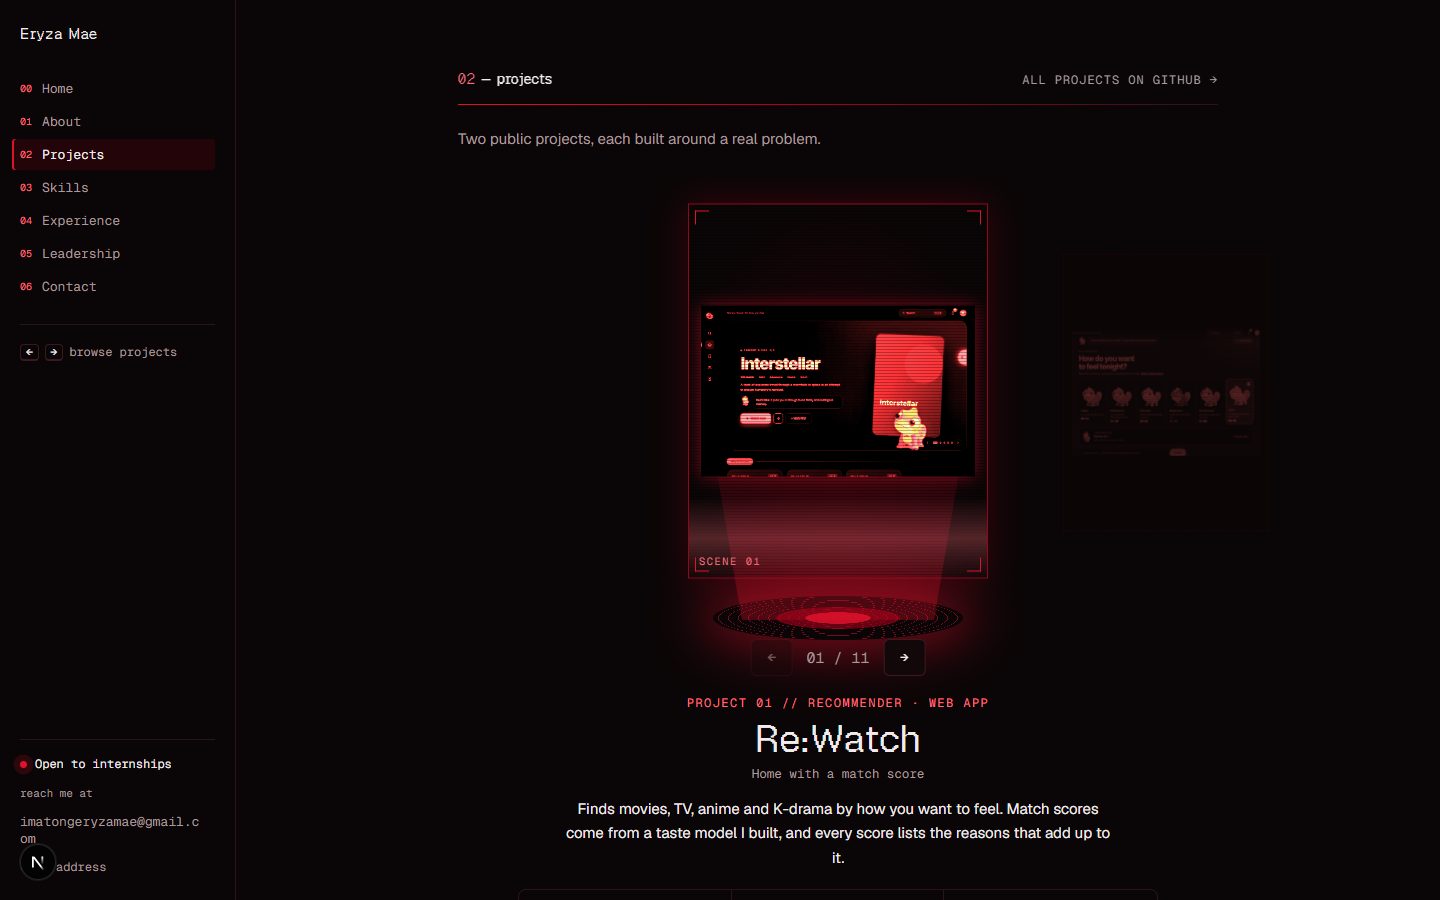 Eryza Mae
00 Home
01 About
02 Projects
03 Skills
04 Experience
05 Leadership
06 Contact
← → browse projects
Open to internships
reach me at
imatongeryzamae@gmail.c
om
address
02 — projects
ALL PROJECTS ON GITHUB →
Two public projects, each built around a real problem.
Interstellar
Interstellar
SCENE 01
How do you want
to feel tonight?
← 01 / 11 →
PROJECT 01 // RECOMMENDER · WEB APP
Re:Watch
Home with a match score
Finds movies, TV, anime and K-drama by how you want to feel. Match scores
come from a taste model I built, and every score lists the reasons that add up to
it.